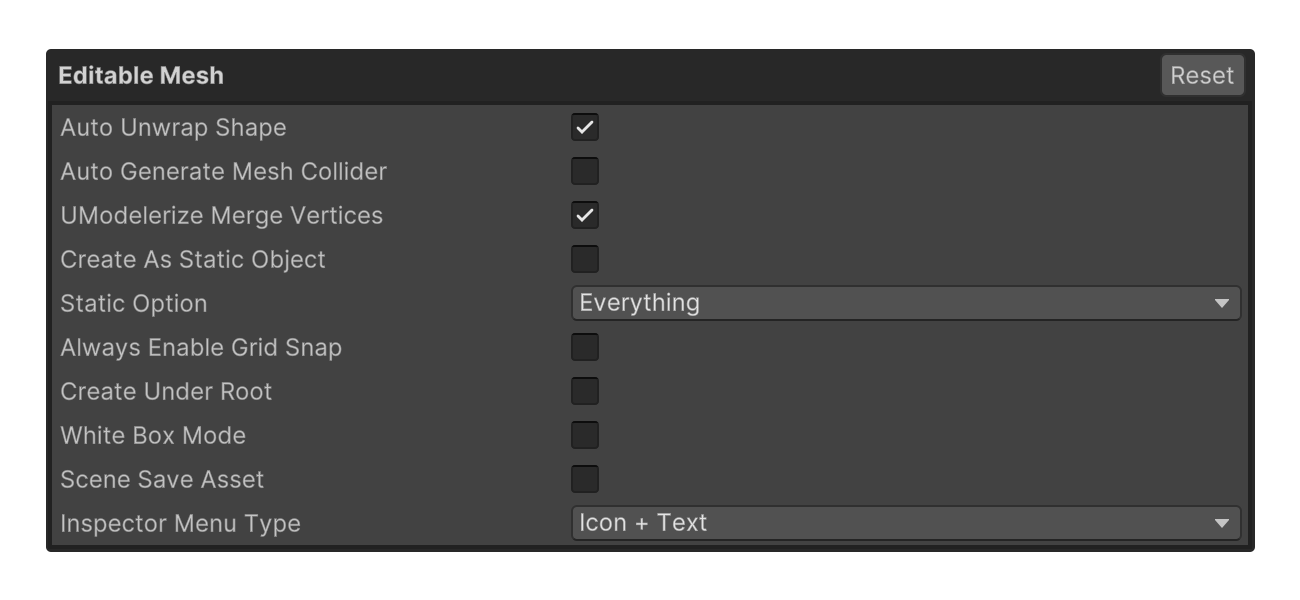 Editable Mesh Reset
Auto Unwrap Shape
Auto Generate Mesh Collider
UModelerize Merge Vertices
Create As Static Object
Static Option Everything
Always Enable Grid Snap
Create Under Root
White Box Mode
Scene Save Asset
Inspector Menu Type Icon + Text